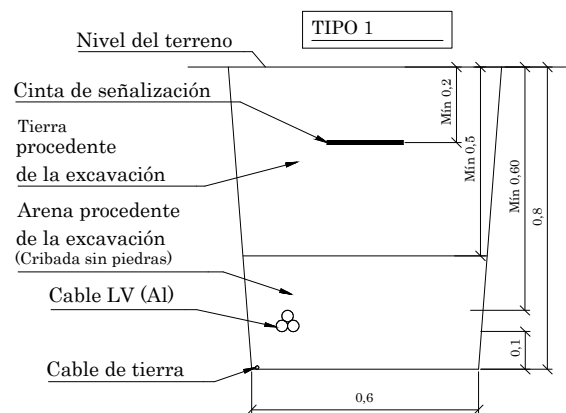 TIPO 1
Nivel del terreno
Cinta de señalización
Tierra
procedente
de la excavación
Arena procedente
de la excavación
(Cribada sin piedras)
Cable LV (Al)
Cable de tierra
Mín 0,2
Mín 0,5
Mín 0,60
0,8
0,1
0,6